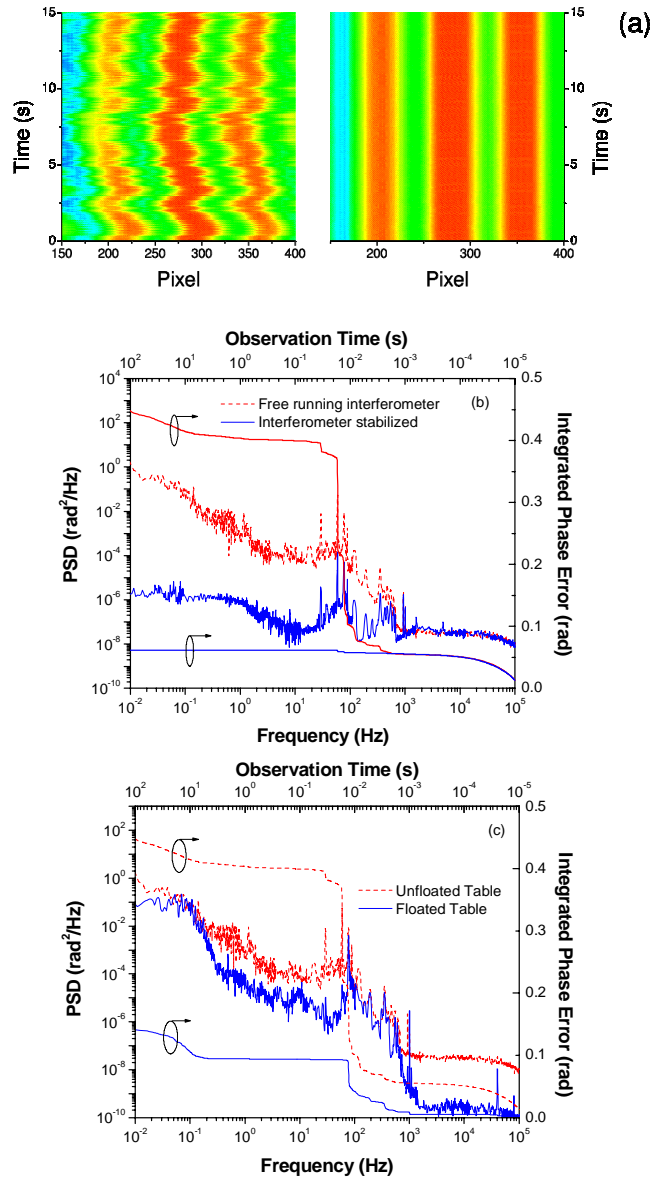 (a)
15
10
5
0
Time (s)
150 200 250 300 350 400
Pixel
200 300 400
Pixel
15
10
5
0
Time (s)
Observation Time (s)
10² 10¹ 10⁰ 10⁻¹ 10⁻² 10⁻³ 10⁻⁴ 10⁻⁵
(b)
Free running interferometer
Interferometer stabilized
PSD (rad²/Hz)
10⁴
10²
10⁰
10⁻²
10⁻⁴
10⁻⁶
10⁻⁸
10⁻¹⁰
Integrated Phase Error (rad)
0.5
0.4
0.3
0.2
0.1
0.0
10⁻² 10⁻¹ 10⁰ 10¹ 10² 10³ 10⁴ 10⁵
Frequency (Hz)
Observation Time (s)
10² 10¹ 10⁰ 10⁻¹ 10⁻² 10⁻³ 10⁻⁴ 10⁻⁵
(c)
Unfloated Table
Floated Table
PSD (rad²/Hz)
10²
10⁰
10⁻²
10⁻⁴
10⁻⁶
10⁻⁸
10⁻¹⁰
Integrated Phase Error (rad)
0.5
0.4
0.3
0.2
0.1
0.0
10⁻² 10⁻¹ 10⁰ 10¹ 10² 10³ 10⁴ 10⁵
Frequency (Hz)